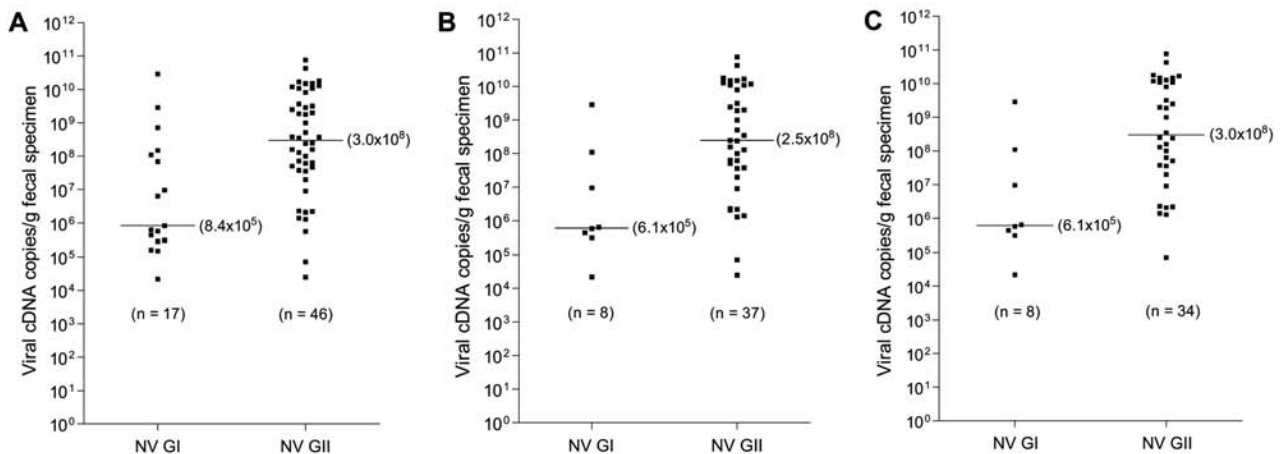 A
Viral cDNA copies/g fecal specimen
10¹²
10¹¹
10¹⁰
10⁹
10⁸
10⁷
10⁶
10⁵
10⁴
10³
10²
10¹
10⁰
(3.0x10⁸)
(8.4x10⁵)
(n = 17)
(n = 46)
NV GI
NV GII
B
Viral cDNA copies/g fecal specimen
10¹²
10¹¹
10¹⁰
10⁹
10⁸
10⁷
10⁶
10⁵
10⁴
10³
10²
10¹
10⁰
(2.5x10⁸)
(6.1x10⁵)
(n = 8)
(n = 37)
NV GI
NV GII
C
Viral cDNA copies/g fecal specimen
10¹²
10¹¹
10¹⁰
10⁹
10⁸
10⁷
10⁶
10⁵
10⁴
10³
10²
10¹
10⁰
(3.0x10⁸)
(6.1x10⁵)
(n = 8)
(n = 34)
NV GI
NV GII